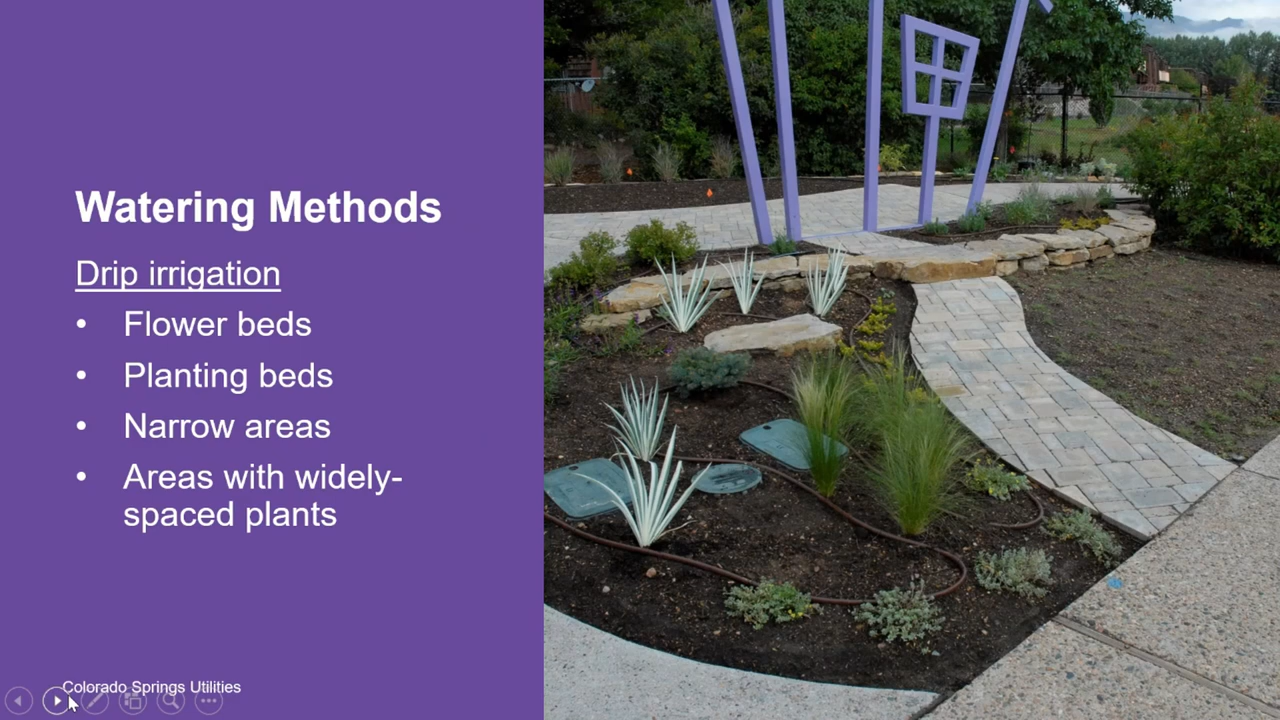 Watering Methods
Drip irrigation
• Flower beds
• Planting beds
• Narrow areas
• Areas with widely-
spaced plants
Colorado Springs Utilities